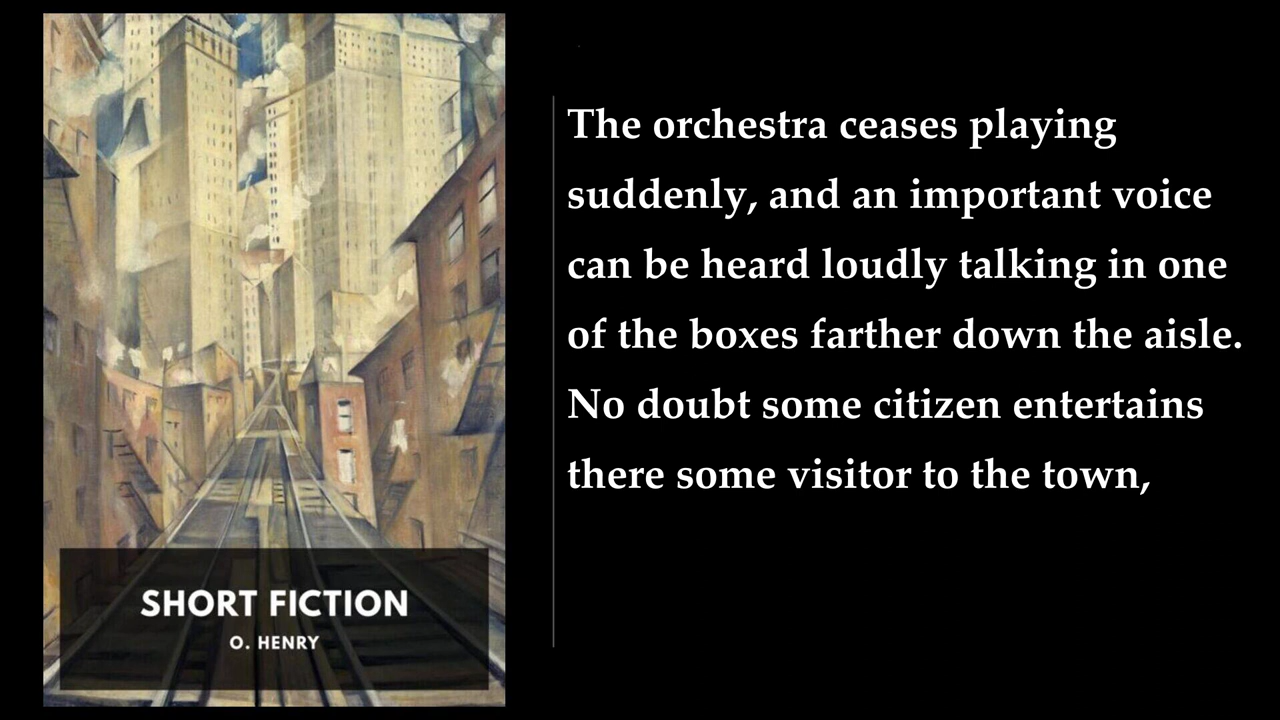 The orchestra ceases playing
suddenly, and an important voice
can be heard loudly talking in one
of the boxes farther down the aisle.
No doubt some citizen entertains
there some visitor to the town,
SHORT FICTION
O. HENRY